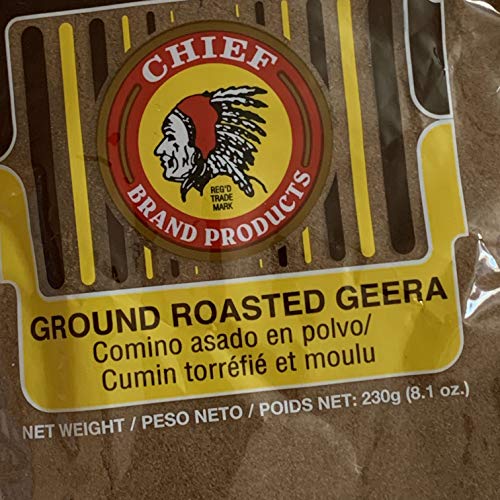 CHIEF
BRAND PRODUCTS
REG'D
TRADE
MARK
GROUND ROASTED GEERA
Comino asado en polvo/
Cumin torréfié et moulu
NET WEIGHT / PESO NETO / POIDS NET: 230g (8.1 oz.)